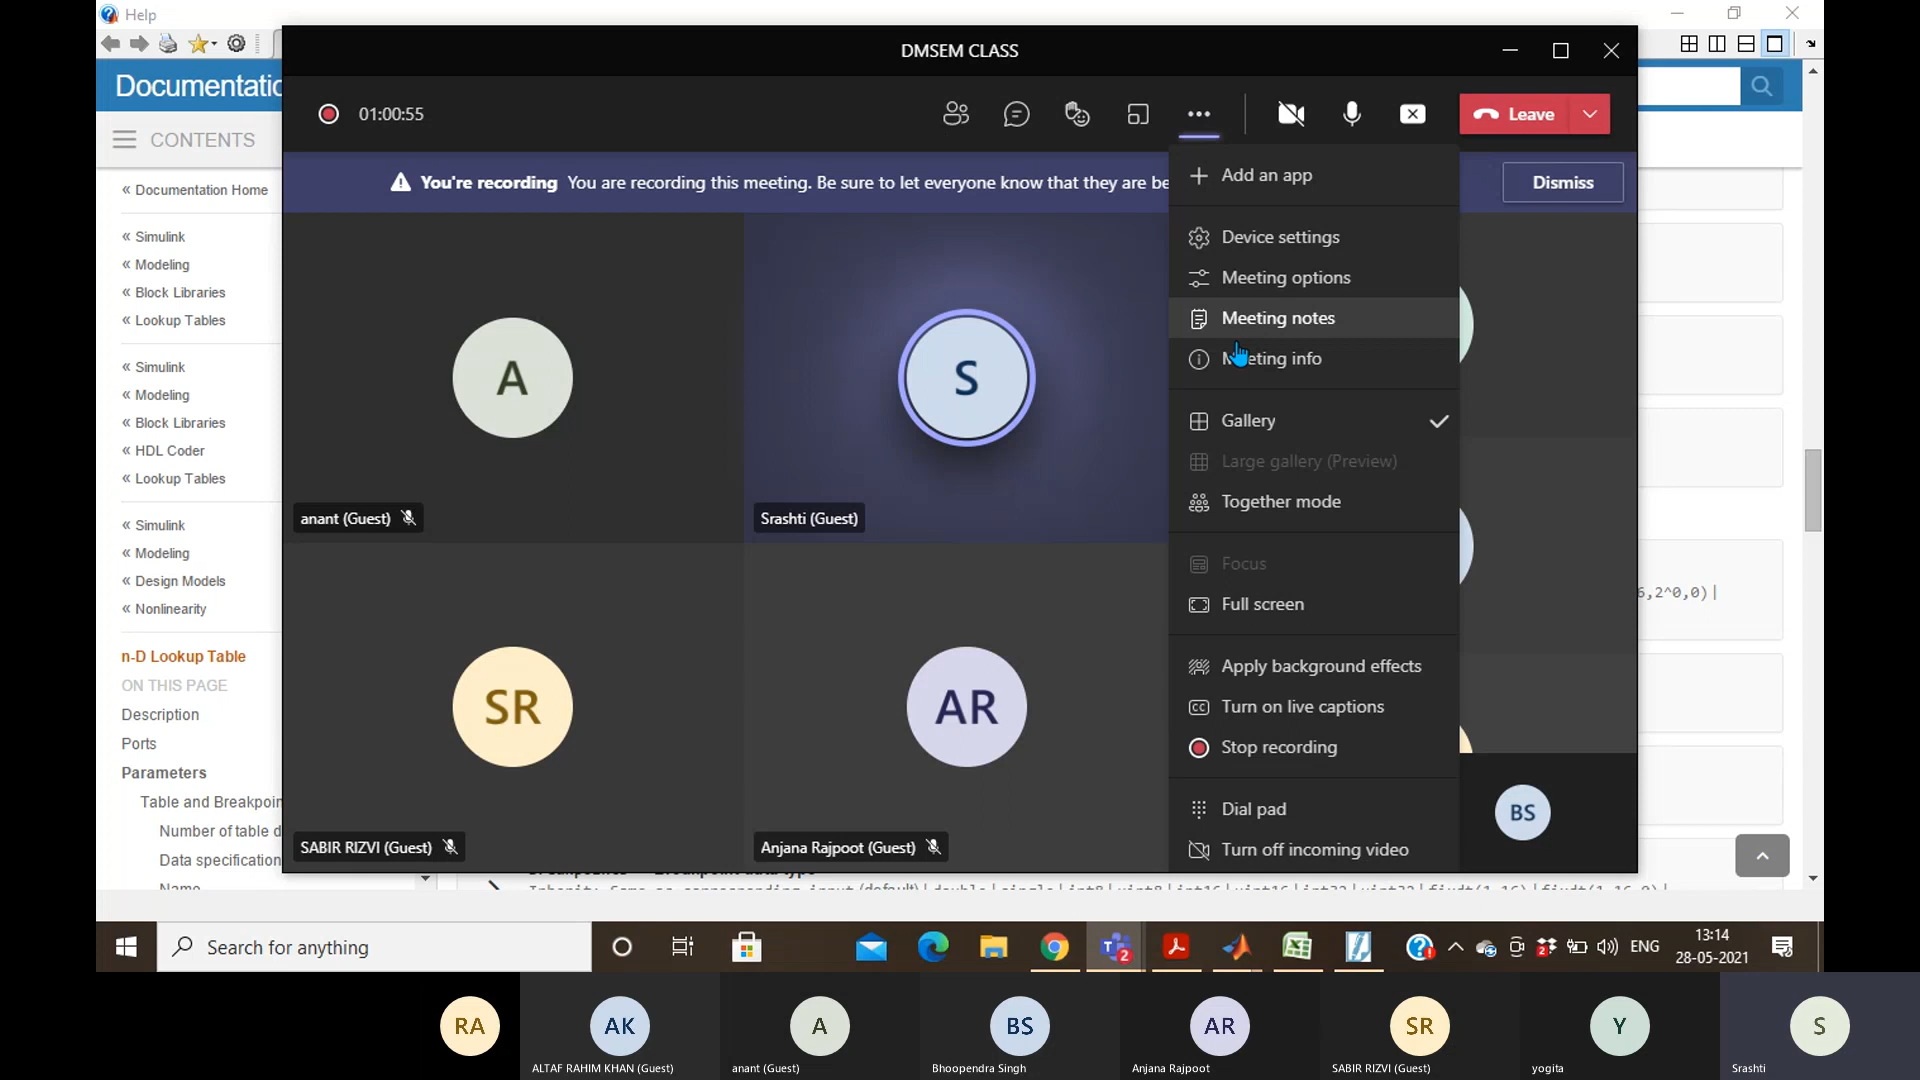 Help
DMSEM CLASS
Documentatic
01:00:55
Leave
CONTENTS
Add an app
You're recording You are recording this meeting. Be sure to let everyone know that they are be
Dismiss
« Documentation Home
« Simulink
« Modeling
« Block Libraries
« Lookup Tables
« Simulink
« Modeling
« Block Libraries
« HDL Coder
« Lookup Tables
« Simulink
« Modeling
« Design Models
« Nonlinearity
n-D Lookup Table
ON THIS PAGE
Description
Ports
Parameters
Table and Breakpoin
Number of table d
Data specification
A
S
anant (Guest)
Srashti (Guest)
SR
AR
SABIR RIZVI (Guest)
Anjana Rajpoot (Guest)
BS
Device settings
Meeting options
Meeting notes
Meeting info
Gallery
Large gallery (Preview)
Together mode
Focus
Full screen
Apply background effects
CC Turn on live captions
Stop recording
Dial pad
Turn off incoming video
6,2^0,0)|
Search for anything
2
2
ENG
13:14
28-05-2021
RA
AK
A
BS
AR
SR
Y
S
ALTAF RAHIM KHAN (Guest)
anant (Guest)
Bhoopendra Singh
Anjana Rajpoot
SABIR RIZVI (Guest)
yogita
Srashti